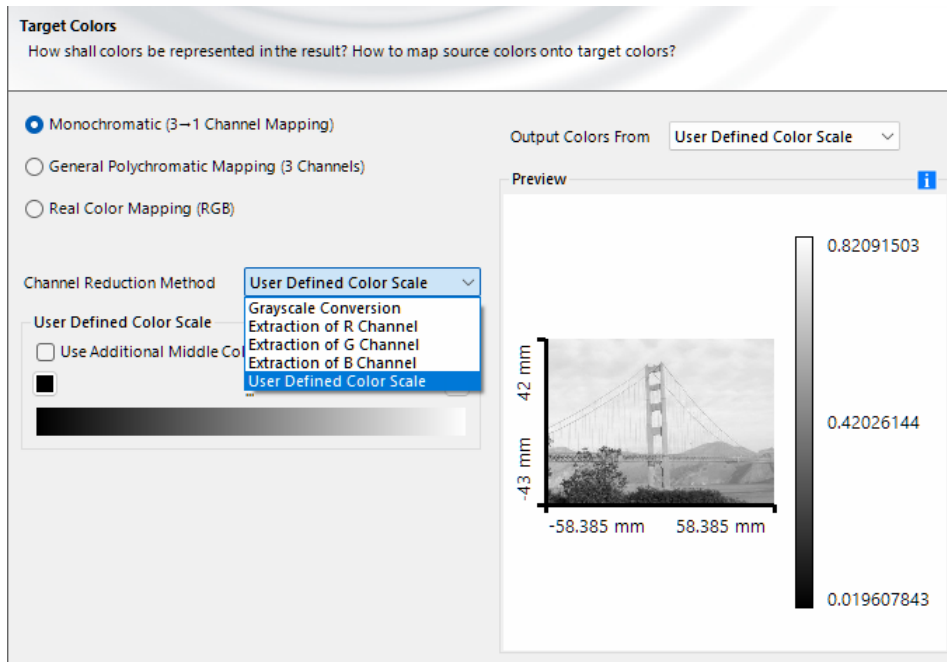 Target Colors
How shall colors be represented in the result? How to map source colors onto target colors?
Monochromatic (3→1 Channel Mapping)
General Polychromatic Mapping (3 Channels)
Real Color Mapping (RGB)
Channel Reduction Method
User Defined Color Scale
Grayscale Conversion
Extraction of R Channel
Extraction of G Channel
Extraction of B Channel
User Defined Color Scale
User Defined Color Scale
Use Additional Middle Co
Output Colors From
User Defined Color Scale
Preview
i
0.82091503
0.42026144
0.019607843
42 mm
-43 mm
-58.385 mm
58.385 mm